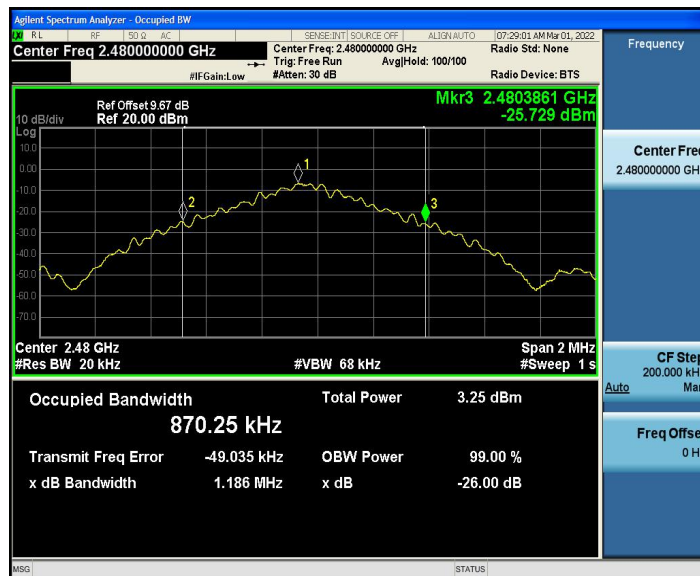 Agilent Spectrum Analyzer - Occupied BW
LXI RL RF 50 Ω AC SENSE:INT SOURCE OFF ALIGN AUTO 07:29:01 AM Mar 01, 2022
Center Freq 2.480000000 GHz
Center Freq: 2.480000000 GHz Radio Std: None
Trig: Free Run Avg|Hold: 100/100
#IFGain:Low #Atten: 30 dB Radio Device: BTS
Ref Offset 9.67 dB
10 dB/div Ref 20.00 dBm
Mkr3 2.4803861 GHz
-25.729 dBm
Log
10.0
0.00
-10.0
-20.0
-30.0
-40.0
-50.0
-60.0
-70.0
1
2
3
Center 2.48 GHz Span 2 MHz
#Res BW 20 kHz #VBW 68 kHz #Sweep 1 s
Occupied Bandwidth Total Power 3.25 dBm
870.25 kHz
Transmit Freq Error -49.035 kHz OBW Power 99.00 %
x dB Bandwidth 1.186 MHz x dB -26.00 dB
MSG STATUS
Frequency
Center Fre
2.480000000 GH
CF Step
200.000 kH
Auto Ma
Freq Offse
0 H